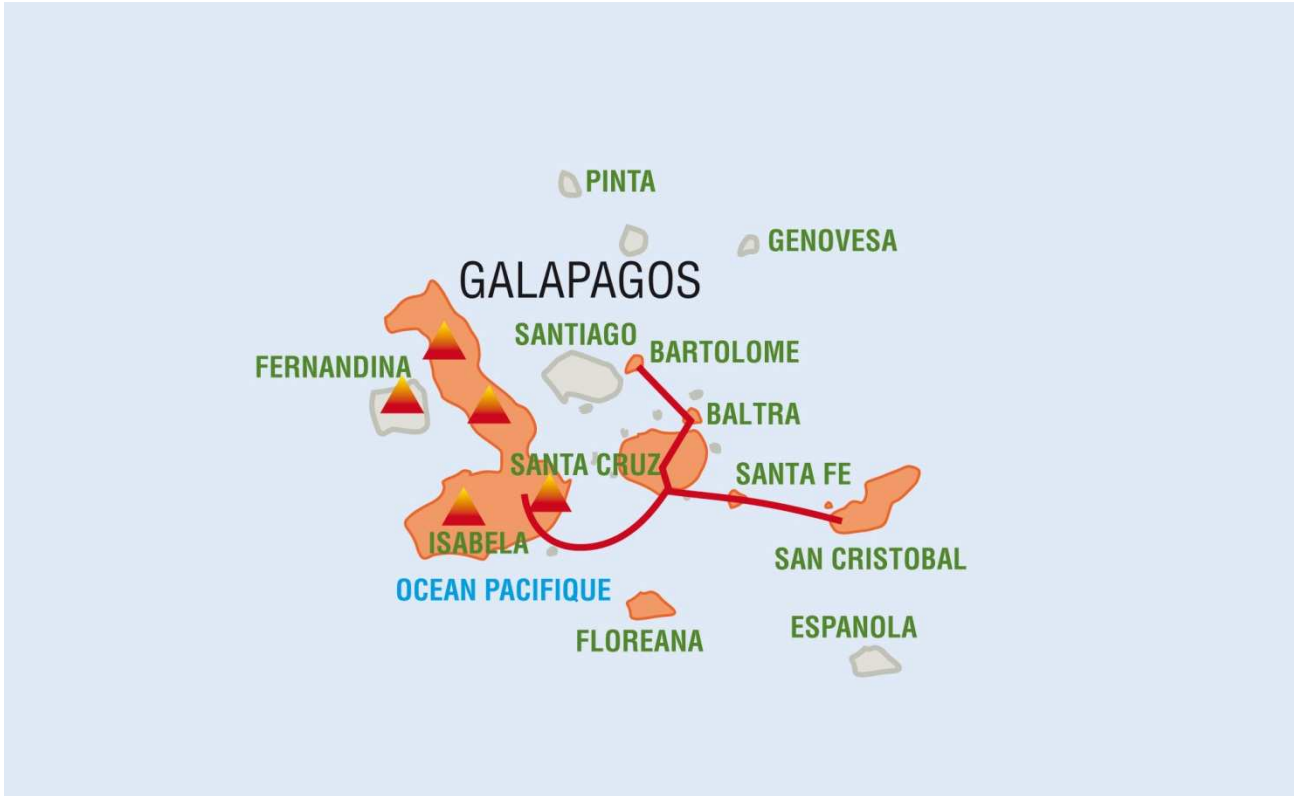 PINTA
GENOVESA
GALAPAGOS
SANTIAGO
BARTOLOME
FERNANDINA
BALTRA
SANTA CRUZ
SANTA FE
ISABELA
SAN CRISTOBAL
OCEAN PACIFIQUE
FLOREANA
ESPANOLA